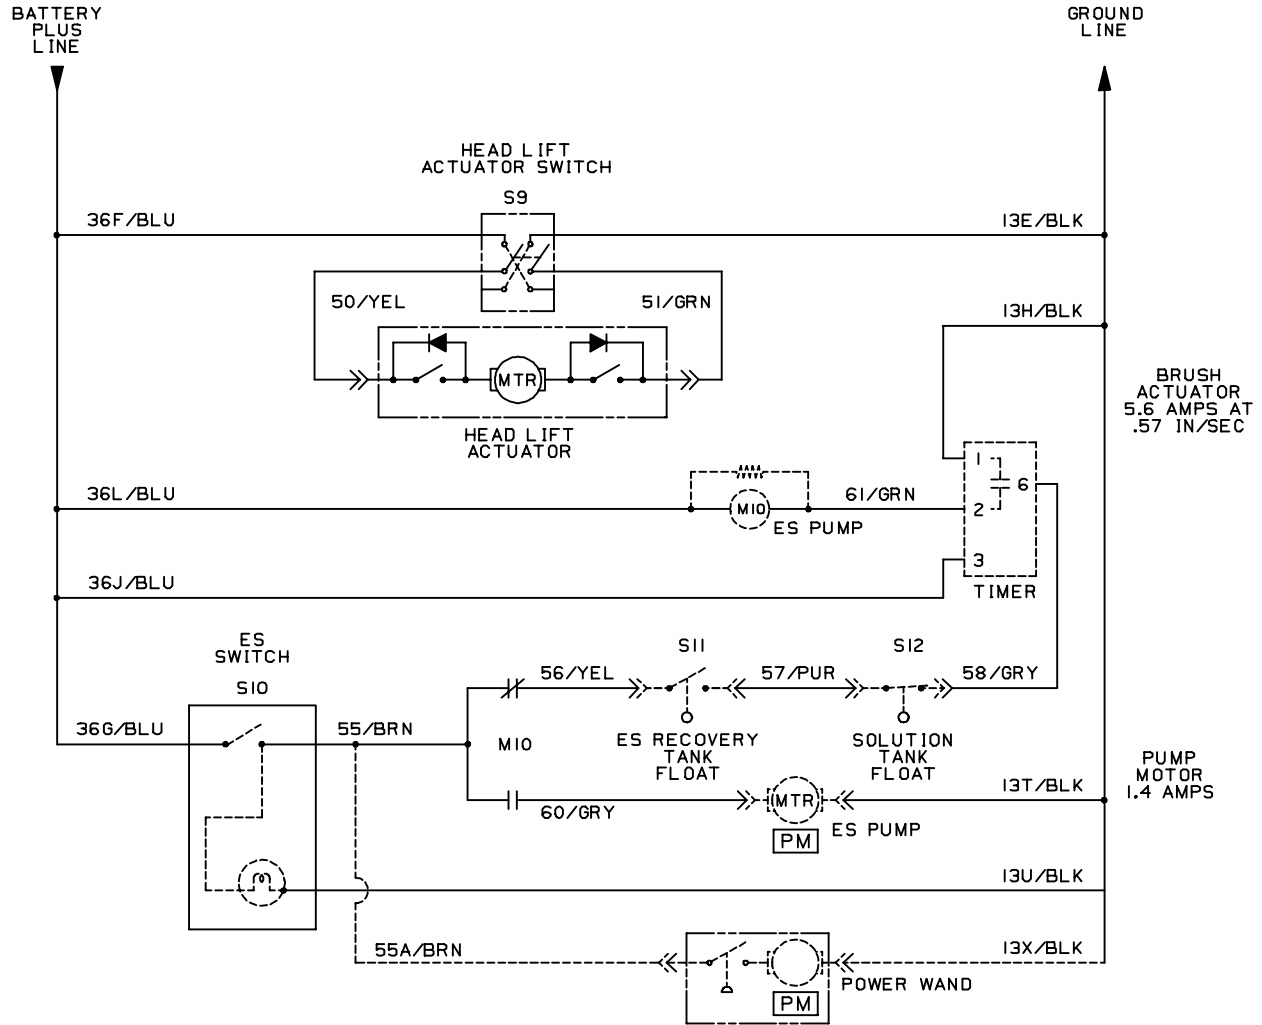 BATTERY
PLUS
LINE
GROUND
LINE
HEAD LIFT
ACTUATOR SWITCH
S9
36F/BLU
13E/BLK
50/YEL
51/GRN
13H/BLK
MTR
HEAD LIFT
ACTUATOR
BRUSH
ACTUATOR
5.6 AMPS AT
.57 IN/SEC
1
6
2
3
TIMER
36L/BLU
M10
61/GRN
ES PUMP
36J/BLU
ES
SWITCH
S10
S11
S12
56/YEL
57/PUR
58/GRY
36G/BLU
55/BRN
M10
ES RECOVERY
TANK
FLOAT
SOLUTION
TANK
FLOAT
PUMP
MOTOR
1.4 AMPS
60/GRY
MTR
13T/BLK
PM
ES PUMP
13U/BLK
55A/BRN
13X/BLK
POWER WAND
PM